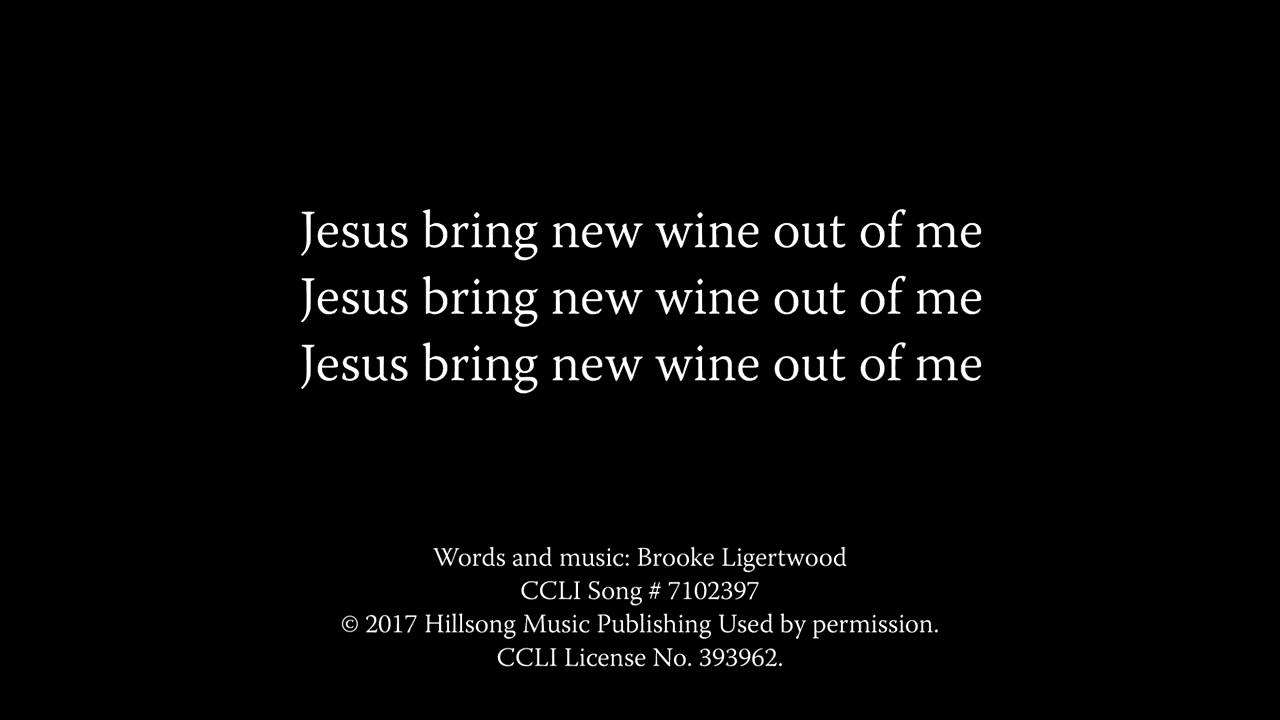 Jesus bring new wine out of me
Jesus bring new wine out of me
Jesus bring new wine out of me
Words and music: Brooke Ligertwood
CCLI Song # 7102397
© 2017 Hillsong Music Publishing Used by permission.
CCLI License No. 393962.